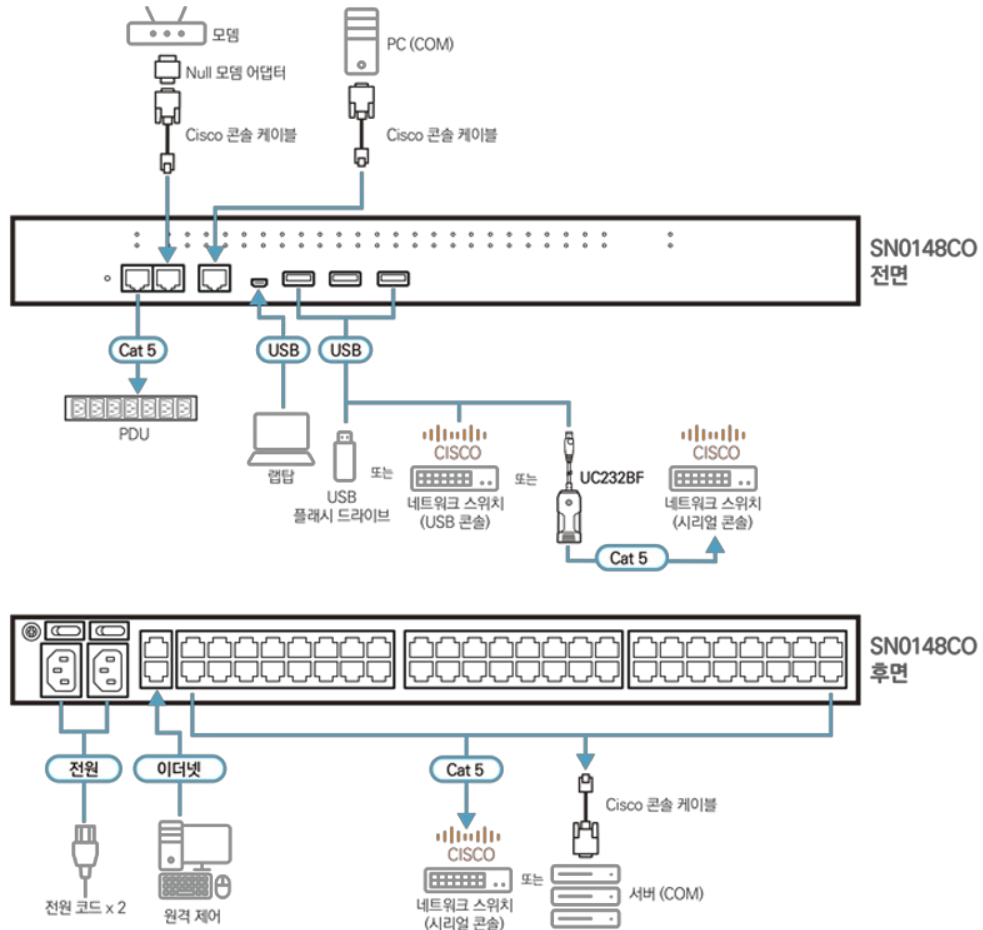 모뎀
PC (COM)
Null 모뎀 어댑터
Cisco 콘솔 케이블
Cisco 콘솔 케이블
SN0148CO
전면
Cat 5
USB
USB
PDU
랩탑
USB
플래시 드라이브
또는
CISCO
네트워크 스위치
(USB 콘솔)
또는
UC232BF
CISCO
네트워크 스위치
(시리얼 콘솔)
Cat 5
SN0148CO
후면
전원
이더넷
Cat 5
Cisco 콘솔 케이블
전원 코드 x 2
원격 제어
CISCO
네트워크 스위치
(시리얼 콘솔)
또는
서버 (COM)